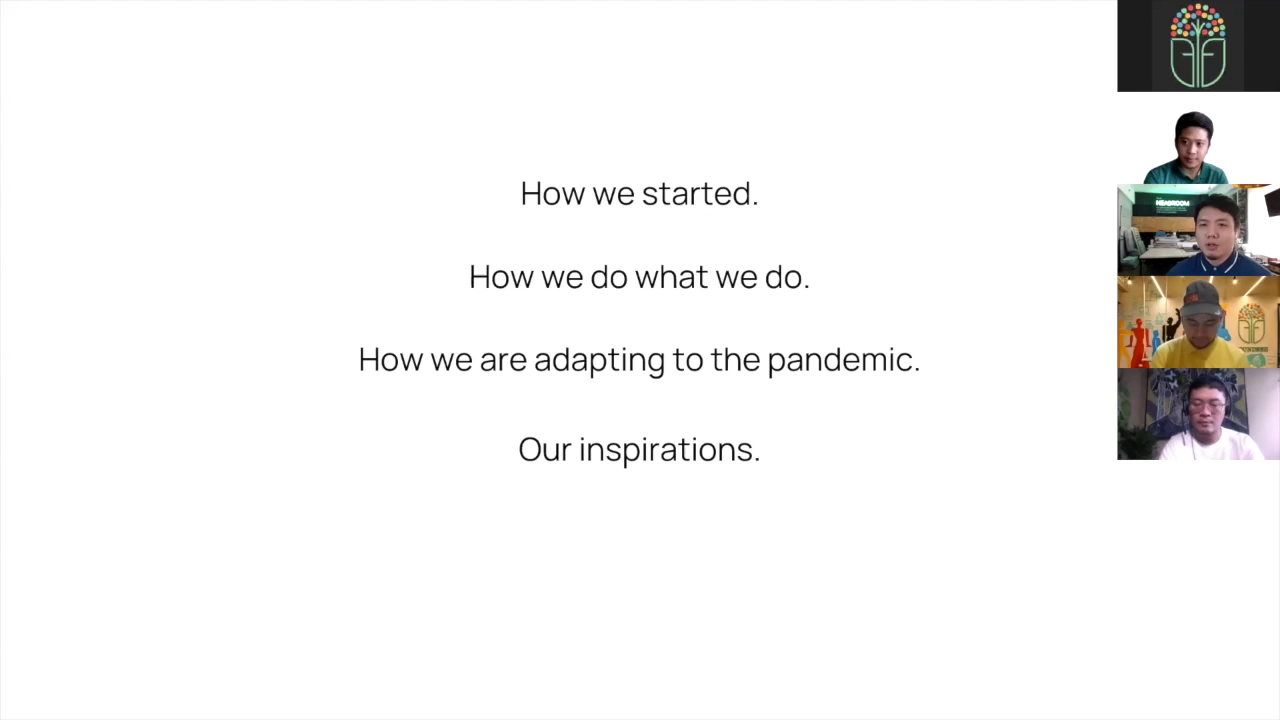 How we started.
How we do what we do.
How we are adapting to the pandemic.
Our inspirations.